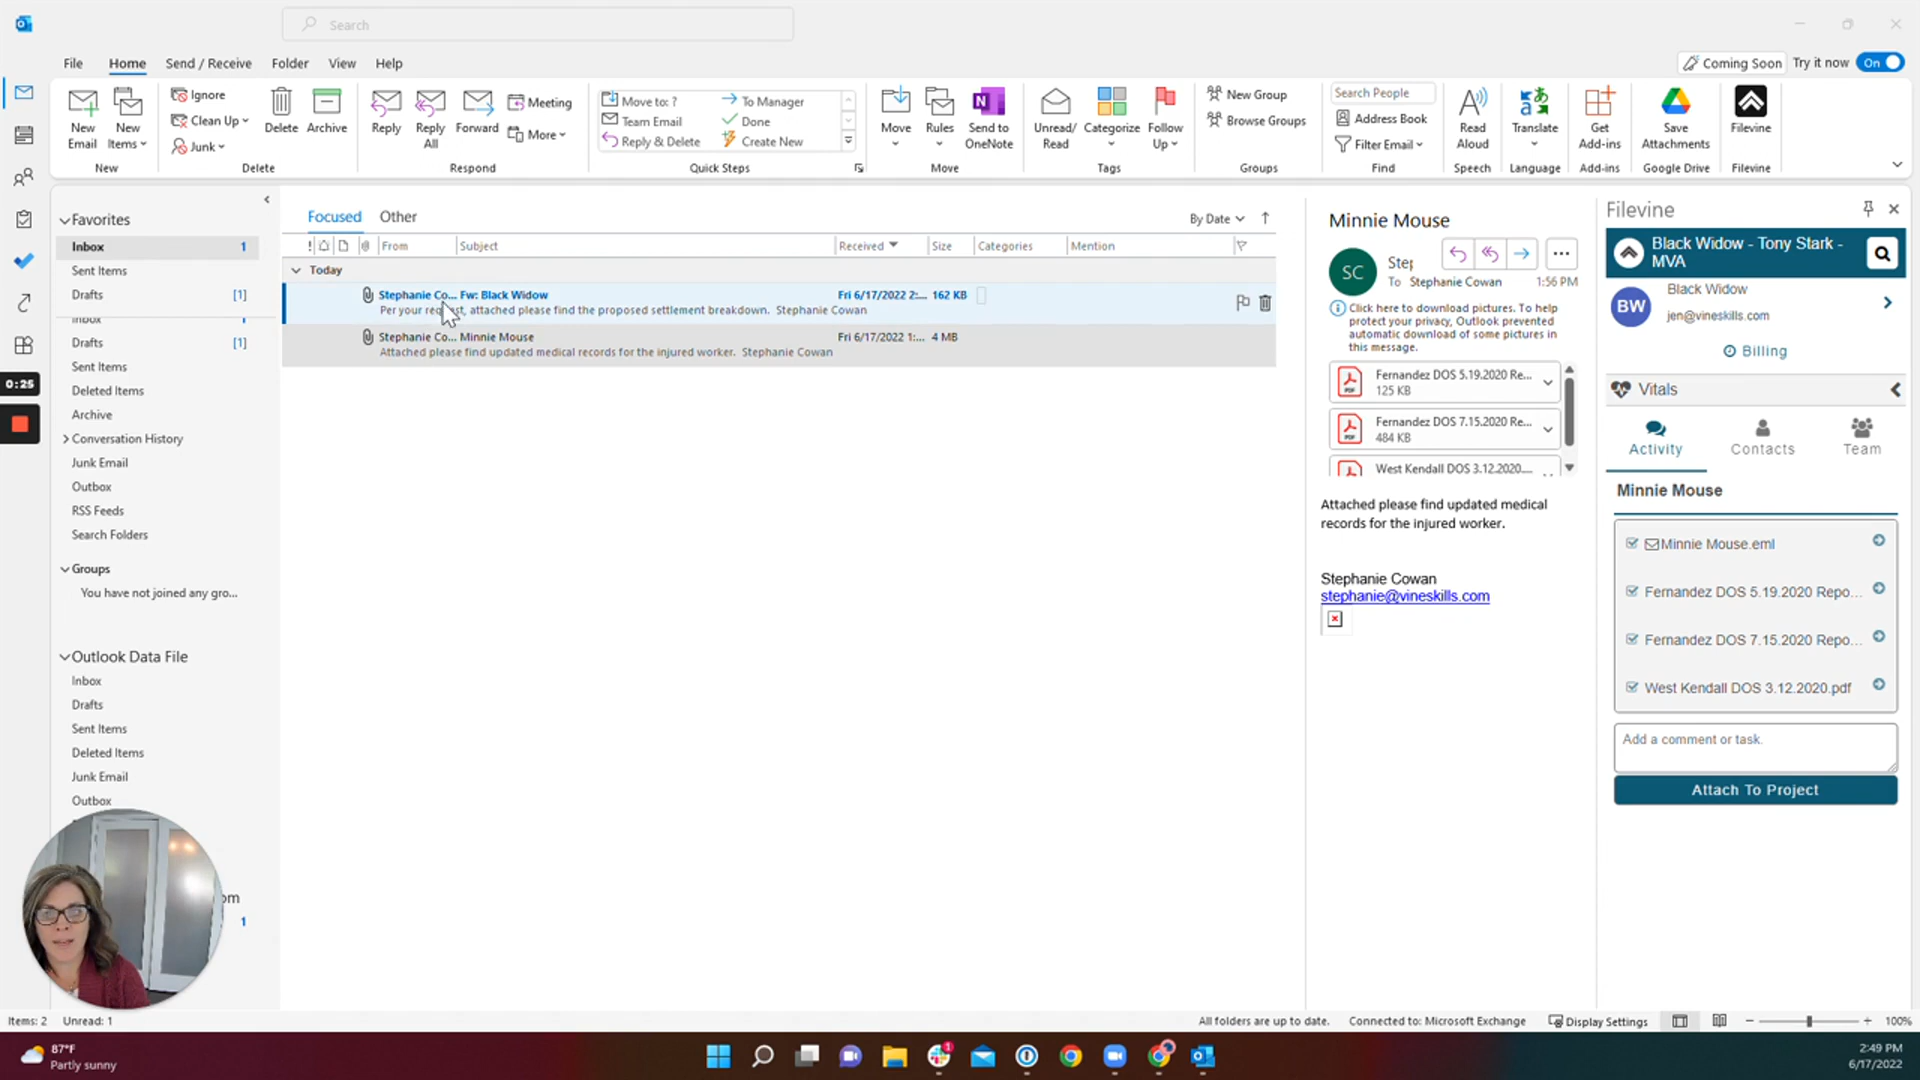 Search
File Home Send / Receive Folder View Help
Coming Soon Try it now On
New Email
New Items
New
Ignore
Clean Up
Junk
Delete
Archive
Delete
Reply
Reply All
Forward
Meeting
More
Respond
Move to: ?
Team Email
Reply & Delete
To Manager
Done
Create New
Quick Steps
Move
Rules
Send to OneNote
Move
Unread/ Read
Categorize
Follow Up
Tags
New Group
Browse Groups
Groups
Search People
Address Book
Filter Email
Find
Read Aloud
Speech
Translate
Language
Get Add-ins
Add-ins
Save Attachments
Google Drive
Filevine
Filevine
Favorites
Inbox 1
Sent Items
Drafts [1]
Inbox 1
Drafts [1]
Sent Items
Deleted Items
Archive
Conversation History
Junk Email
Outbox
RSS Feeds
Search Folders
Groups
You have not joined any gro...
Outlook Data File
Inbox
Drafts
Sent Items
Deleted Items
Junk Email
Outbox
om
1
0:25
Focused Other
By Date
! From Subject Received Size Categories Mention
Today
Stephanie Co... Fw: Black Widow Fri 6/17/2022 2:... 162 KB
Per your request, attached please find the proposed settlement breakdown. Stephanie Cowan
Stephanie Co... Minnie Mouse Fri 6/17/2022 1:... 4 MB
Attached please find updated medical records for the injured worker. Stephanie Cowan
Minnie Mouse
SC
Step
To Stephanie Cowan 1:56 PM
Click here to download pictures. To help
protect your privacy, Outlook prevented
automatic download of some pictures in
this message.
Fernandez DOS 5.19.2020 Re...
125 KB
Fernandez DOS 7.15.2020 Re...
484 KB
West Kendall DOS 3.12.2020....
Attached please find updated medical
records for the injured worker.
Stephanie Cowan
stephanie@vineskills.com
Filevine
Black Widow - Tony Stark -
MVA
BW
Black Widow
jen@vineskills.com
Billing
Vitals
Activity Contacts Team
Minnie Mouse
Minnie Mouse.eml
Fernandez DOS 5.19.2020 Repo...
Fernandez DOS 7.15.2020 Repo...
West Kendall DOS 3.12.2020.pdf
Add a comment or task.
Attach To Project
Items: 2 Unread: 1
All folders are up to date. Connected to: Microsoft Exchange Display Settings 100%
87°F
Partly sunny
2:49 PM
6/17/2022